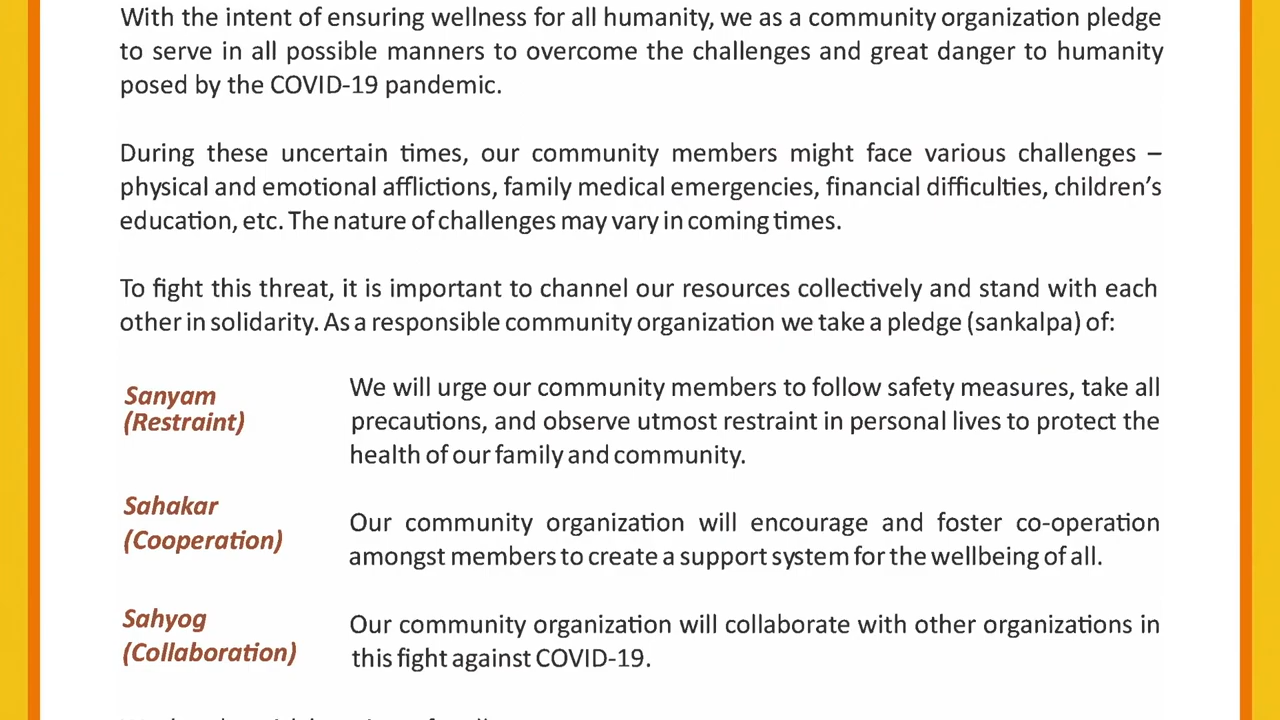 With the intent of ensuring wellness for all humanity, we as a community organization pledge
to serve in all possible manners to overcome the challenges and great danger to humanity
posed by the COVID-19 pandemic.
During these uncertain times, our community members might face various challenges –
physical and emotional afflictions, family medical emergencies, financial difficulties, children’s
education, etc. The nature of challenges may vary in coming times.
To fight this threat, it is important to channel our resources collectively and stand with each
other in solidarity. As a responsible community organization we take a pledge (sankalpa) of:
Sanyam
(Restraint)
We will urge our community members to follow safety measures, take all
precautions, and observe utmost restraint in personal lives to protect the
health of our family and community.
Sahakar
(Cooperation)
Our community organization will encourage and foster co-operation
amongst members to create a support system for the wellbeing of all.
Sahyog
(Collaboration)
Our community organization will collaborate with other organizations in
this fight against COVID-19.